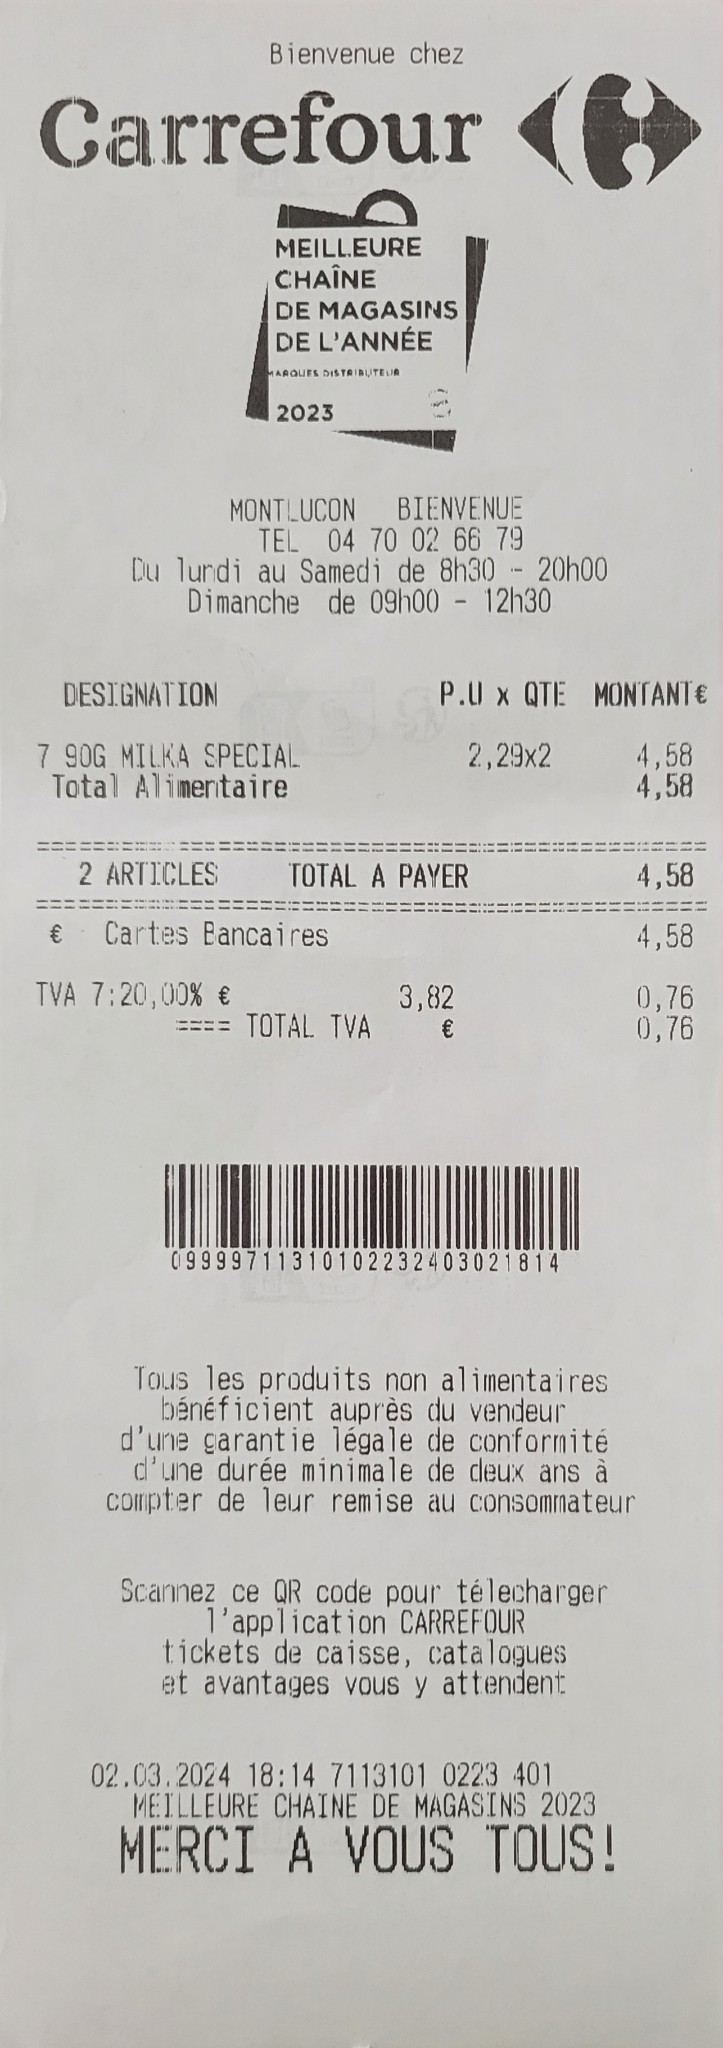 Bienvenue chez
Carrefour
MEILLEURE
CHAÎNE
DE MAGASINS
DE L'ANNÉE
MARQUES DISTRIBUTEUR
2023
MONTLUCON BIENVENUE
TEL 04 70 02 66 79
Du lundi au Samedi de 8h30 - 20h00
Dimanche de 09h00 - 12h30
DESIGNATION P.U x QTE MONTANT€
7 90G MILKA SPECIAL 2,29x2 4,58
Total Alimentaire 4,58
2 ARTICLES TOTAL A PAYER 4,58
€ Cartes Bancaires 4,58
TVA 7:20,00% € 3,82 0,76
==== TOTAL TVA € 0,76
0999971131010223240302181​4
Tous les produits non alimentaires
bénéficient auprès du vendeur
d'une garantie légale de conformité
d'une durée minimale de deux ans à
compter de leur remise au consommateur
Scannez ce QR code pour télecharger
l'application CARREFOUR
tickets de caisse, catalogues
et avantages vous y attendent
02.03.2024 18:14 7113101 0223 401
MEILLEURE CHAINE DE MAGASINS 2023
MERCI A VOUS TOUS!